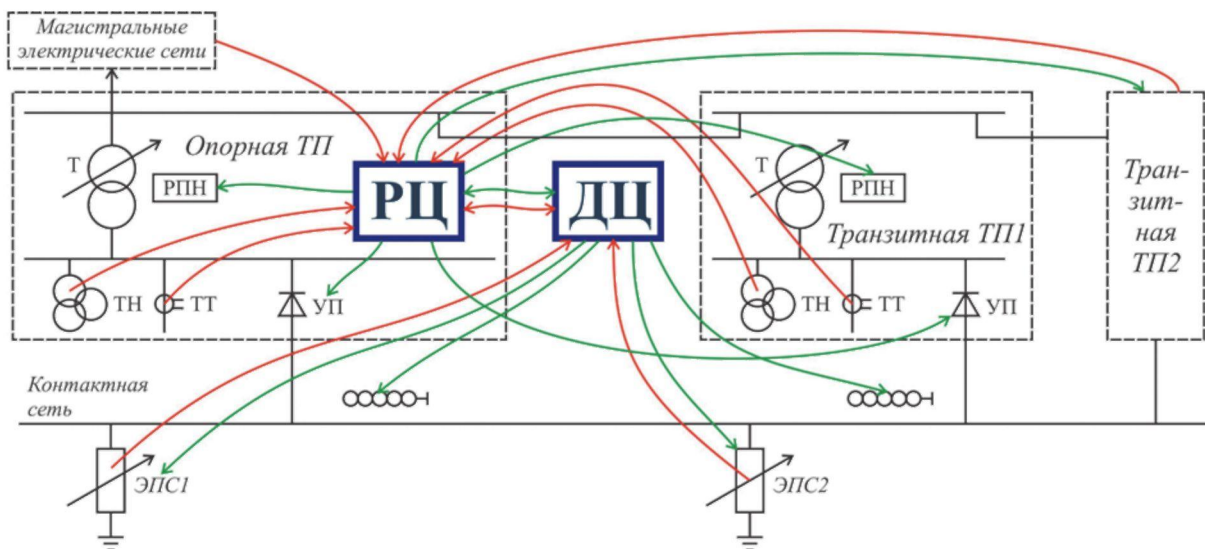 Магистральные
электрические сети
Опорная ТП
Т
РПН
РЦ
ДЦ
Т
РПН
Транзитная ТП1
Тран-
зит-
ная
ТП2
ТН
ТТ
УП
ТН
ТТ
УП
Контактная
сеть
ЭПС1
ЭПС2